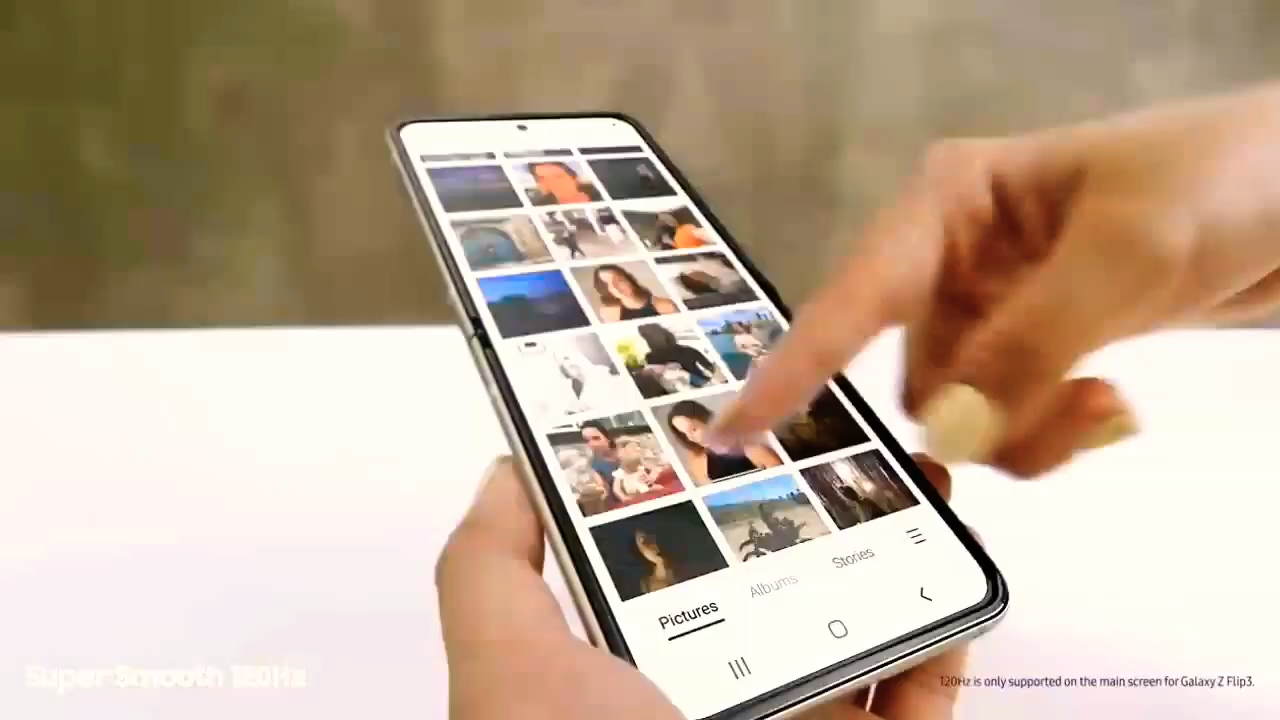 Pictures
Albums
Stories
Super Smooth 120Hz
120Hz is only supported on the main screen for Galaxy Z Flip3.